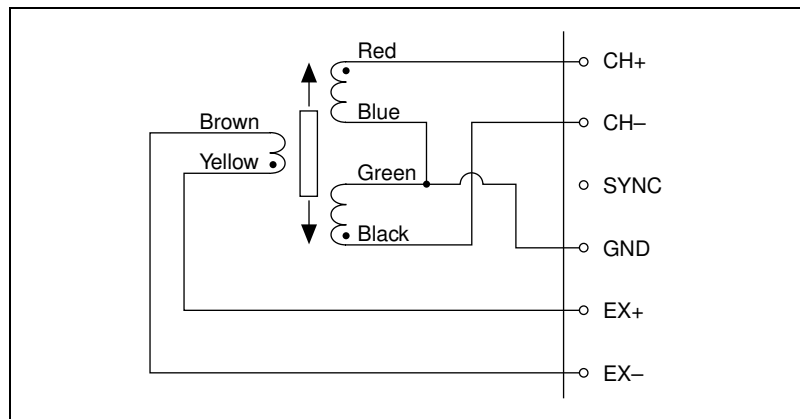 Red
CH+
Blue
CH–
Brown
Yellow
Green
SYNC
Black
GND
EX+
EX–